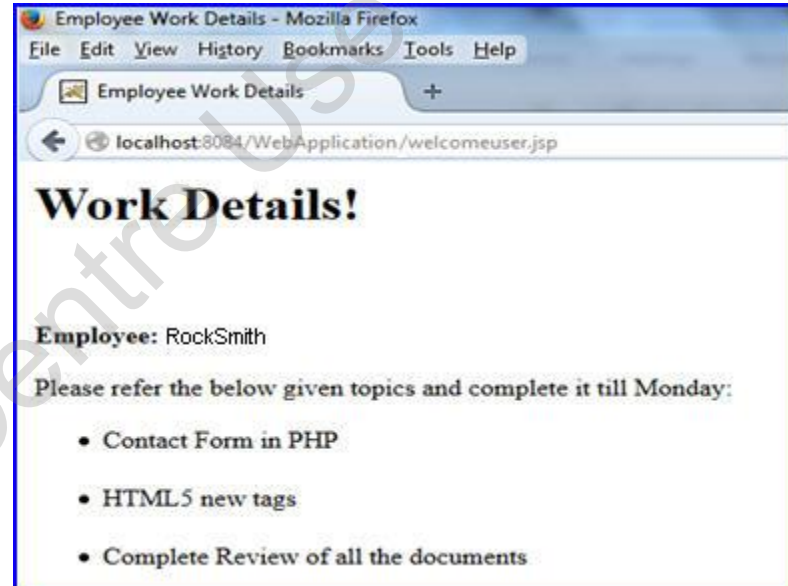 Employee Work Details - Mozilla Firefox
File Edit View History Bookmarks Tools Help
Employee Work Details +
localhost:8084/WebApplication/welcomeuser.jsp
Work Details!
Employee: RockSmith
Please refer the below given topics and complete it till Monday:
• Contact Form in PHP
• HTML5 new tags
• Complete Review of all the documents
entre Use